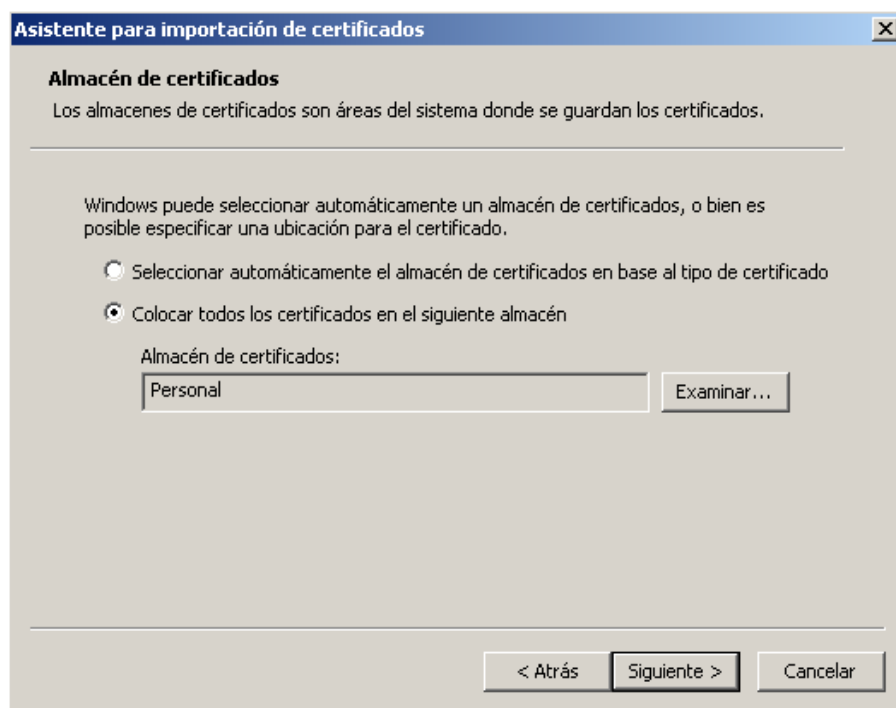 Asistente para importación de certificados
Almacén de certificados
Los almacenes de certificados son áreas del sistema donde se guardan los certificados.
Windows puede seleccionar automáticamente un almacén de certificados, o bien es
posible especificar una ubicación para el certificado.
Seleccionar automáticamente el almacén de certificados en base al tipo de certificado
Colocar todos los certificados en el siguiente almacén
Almacén de certificados:
Personal
Examinar...
< Atrás
Siguiente >
Cancelar